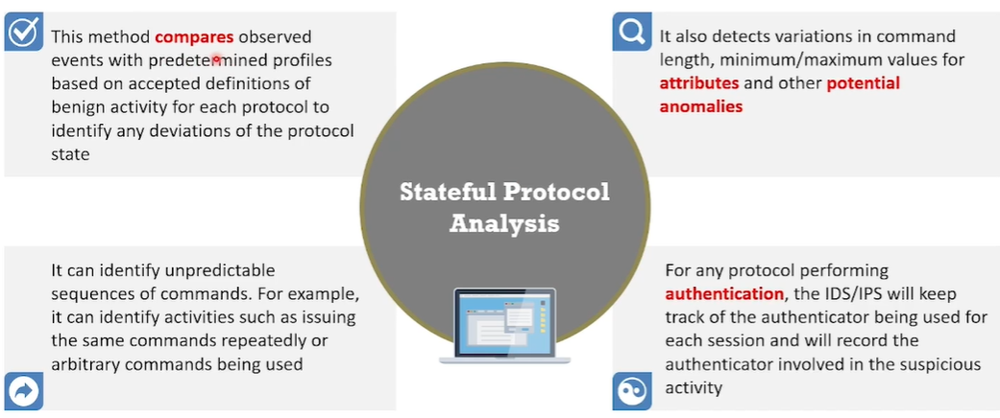 This method compares observed
events with predetermined profiles
based on accepted definitions of
benign activity for each protocol to
identify any deviations of the protocol
state
It also detects variations in command
length, minimum/maximum values for
attributes and other potential
anomalies
Stateful Protocol
Analysis
It can identify unpredictable
sequences of commands. For example,
it can identify activities such as issuing
the same commands repeatedly or
arbitrary commands being used
For any protocol performing
authentication, the IDS/IPS will keep
track of the authenticator being used for
each session and will record the
authenticator involved in the suspicious
activity